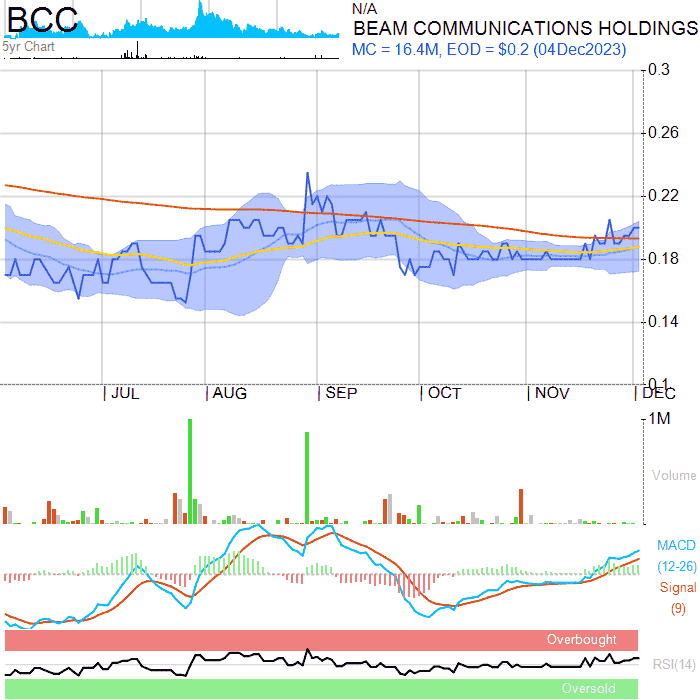 BCC
5yr Chart
N/A
BEAM COMMUNICATIONS HOLDINGS
MC = 16.4M, EOD = $0.2 (04Dec2023)
0.3
0.26
0.22
0.18
0.14
0.1
JUL AUG SEP OCT NOV DEC
1M
Volume
MACD
(12-26)
Signal
(9)
Overbought
RSI(14)
Oversold